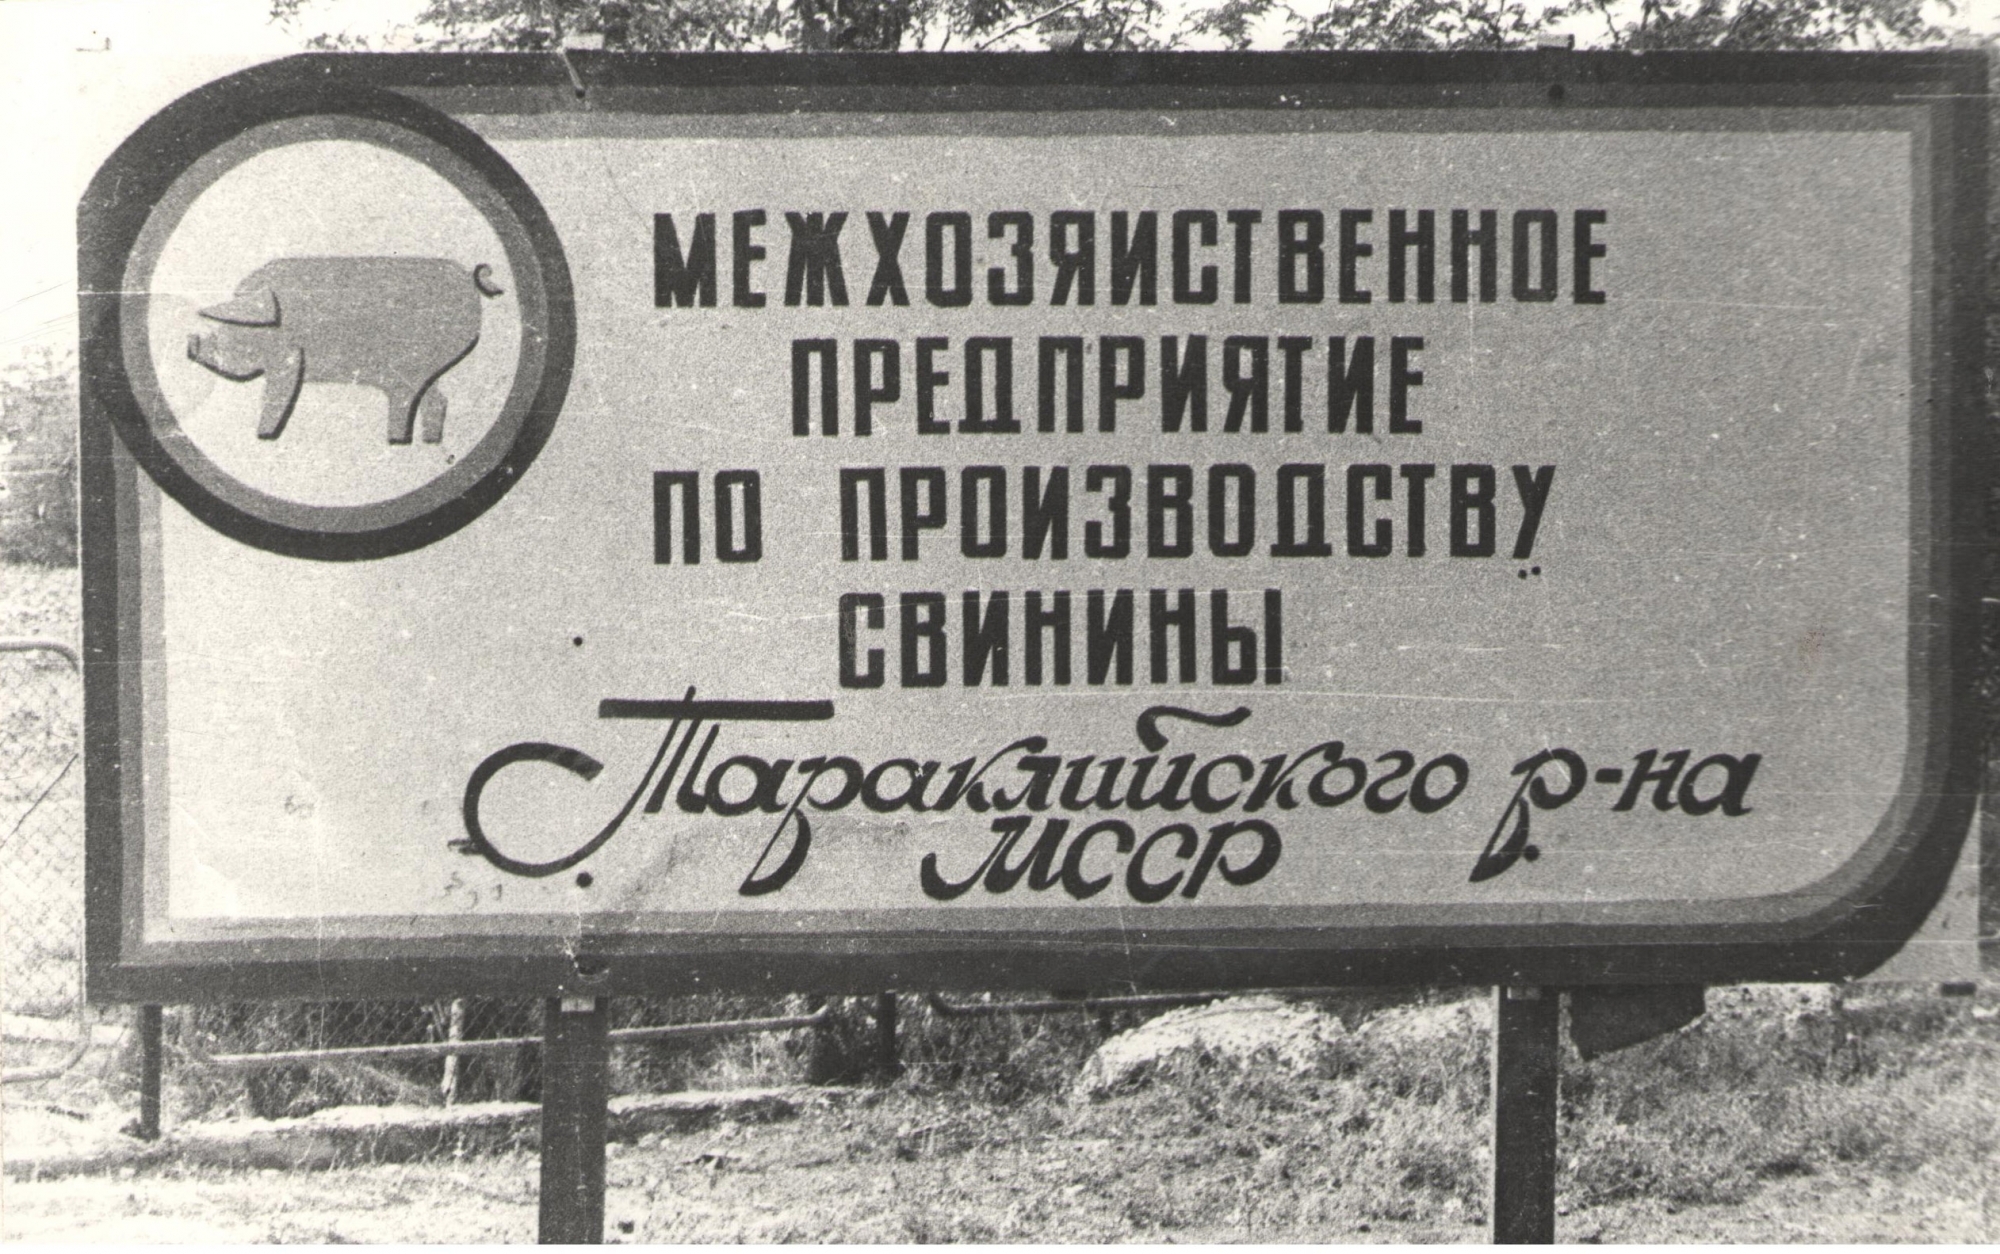 МЕЖХОЗЯИСТВЕННОЕ
ПРЕДПРИЯТИЕ
ПО ПРОИЗВОДСТВУ
СВИНИНЫ
Тараклийского р-на
МССР